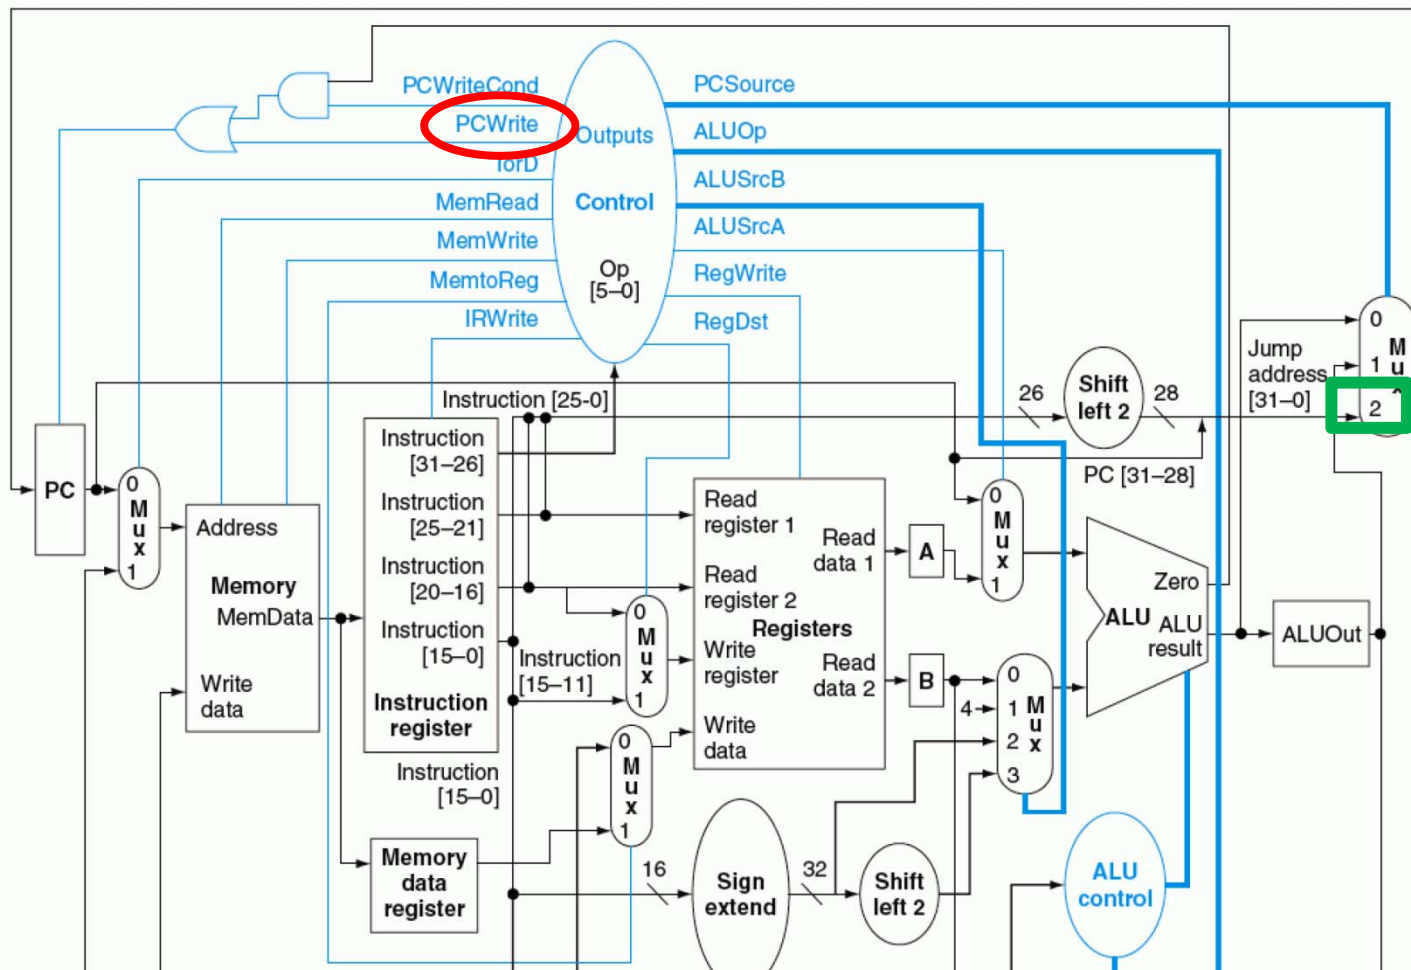 PCWriteCond
PCWrite
IorD
MemRead
MemWrite
MemtoReg
IRWrite
Outputs
Control
Op
[5–0]
PCSource
ALUOp
ALUSrcB
ALUSrcA
RegWrite
RegDst
PC
0
M
u
x
1
Address
Memory
MemData
Write
data
Instruction [25-0]
Instruction
[31–26]
Instruction
[25–21]
Instruction
[20–16]
Instruction
[15–0]
Instruction
register
Instruction
[15–0]
Memory
data
register
Instruction
[15–11]
0
M
u
x
1
0
M
u
x
1
Read
register 1
Read
register 2
Registers
Write
register
Write
data
Read
data 1
Read
data 2
A
B
16
Sign
extend
32
Shift
left 2
26
Shift
left 2
28
PC [31–28]
Jump
address
[31–0]
0
M
u
x
1
0
4
1
M
u
x
2
3
Zero
ALU
ALU
result
ALUOut
ALU
control
0
M
1
u
x
2